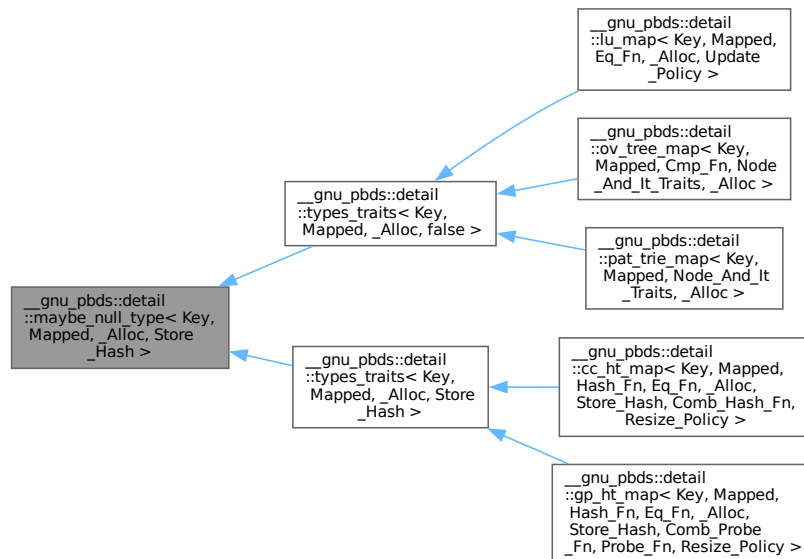 __gnu_pbds::detail
::lu_map< Key, Mapped,
Eq_Fn, _Alloc, Update
_Policy >
__gnu_pbds::detail
::ov_tree_map< Key,
Mapped, Cmp_Fn, Node
_And_It_Traits, _Alloc >
__gnu_pbds::detail
::types_traits< Key,
Mapped, _Alloc, false >
__gnu_pbds::detail
::pat_trie_map< Key,
Mapped, Node_And_It
_Traits, _Alloc >
__gnu_pbds::detail
::maybe_null_type< Key,
Mapped, _Alloc, Store
_Hash >
__gnu_pbds::detail
::types_traits< Key,
Mapped, _Alloc, Store
_Hash >
__gnu_pbds::detail
::cc_ht_map< Key, Mapped,
Hash_Fn, Eq_Fn, _Alloc,
Store_Hash, Comb_Hash_Fn,
Resize_Policy >
__gnu_pbds::detail
::gp_ht_map< Key, Mapped,
Hash_Fn, Eq_Fn, _Alloc,
Store_Hash, Comb_Probe
_Fn, Probe_Fn, Resize_Policy >